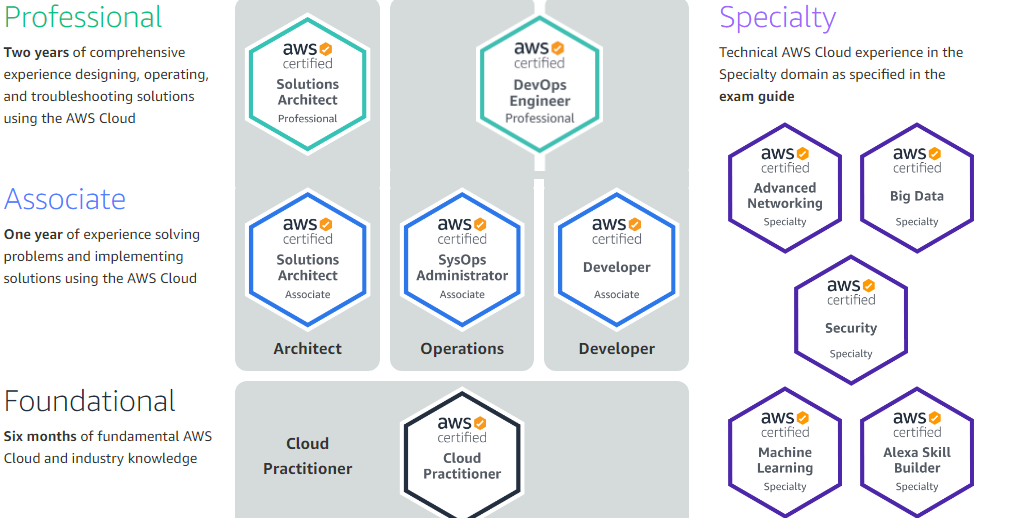 Professional
Two years of comprehensive
experience designing, operating,
and troubleshooting solutions
using the AWS Cloud
aws
certified
Solutions
Architect
Professional
aws
certified
DevOps
Engineer
Professional
Associate
One year of experience solving
problems and implementing
solutions using the AWS Cloud
aws
certified
Solutions
Architect
Associate
aws
certified
SysOps
Administrator
Associate
aws
certified
Developer
Associate
Architect
Operations
Developer
Foundational
Six months of fundamental AWS
Cloud and industry knowledge
Cloud
Practitioner
aws
certified
Cloud
Practitioner
Specialty
Technical AWS Cloud experience in the
Specialty domain as specified in the
exam guide
aws
certified
Advanced
Networking
Specialty
aws
certified
Big Data
Specialty
aws
certified
Security
Specialty
aws
certified
Machine
Learning
Specialty
aws
certified
Alexa Skill
Builder
Specialty